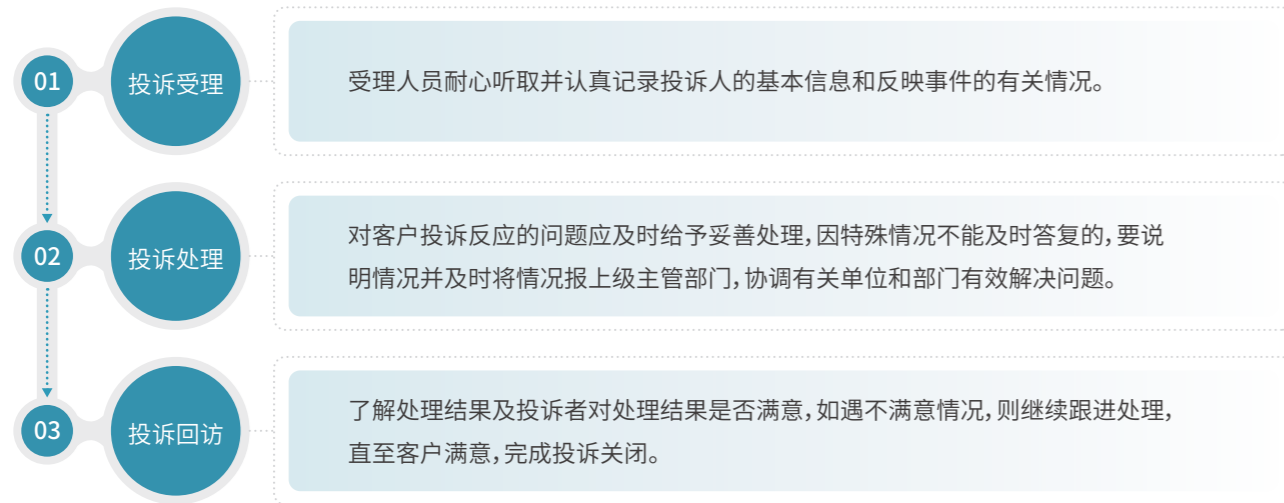 01
投诉受理
受理人员耐心听取并认真记录投诉人的基本信息和反映事件的有关情况。
02
投诉处理
对客户投诉反应的问题应及时给予妥善处理,因特殊情况不能及时答复的,要说
明情况并及时将情况报上级主管部门,协调有关单位和部门有效解决问题。
03
投诉回访
了解处理结果及投诉者对处理结果是否满意,如遇不满意情况,则继续跟进处理,
直至客户满意,完成投诉关闭。